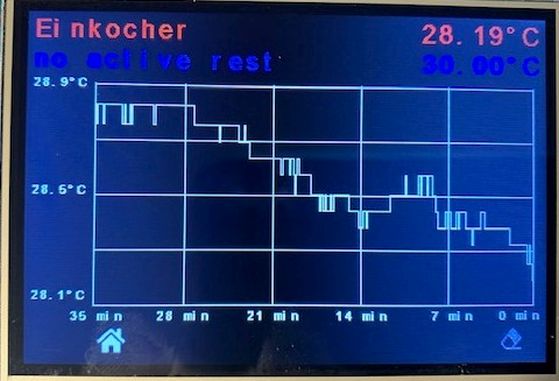 Einkocher 28.19°C
no active rest 30.00°C
28.9°C
28.5°C
28.1°C
35 min 28 min 21 min 14 min 7 min 0 min